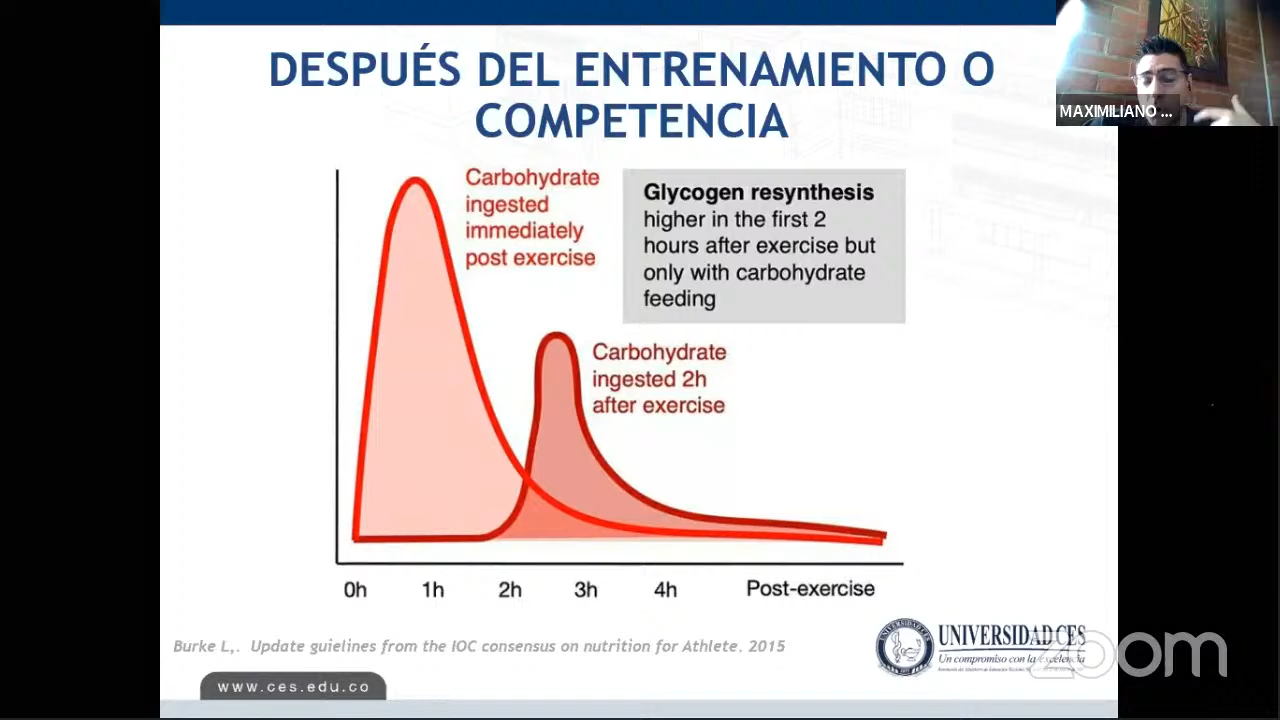 DESPUÉS DEL ENTRENAMIENTO O
COMPETENCIA
MAXIMILIANO ...
Carbohydrate
ingested
immediately
post exercise
Glycogen resynthesis
higher in the first 2
hours after exercise but
only with carbohydrate
feeding
Carbohydrate
ingested 2h
after exercise
0h 1h 2h 3h 4h Post-exercise
Burke L,. Update guielines from the IOC consensus on nutrition for Athlete. 2015
UNIVERSIDAD CES
Un compromiso con la excelencia
zoom
www.ces.edu.co